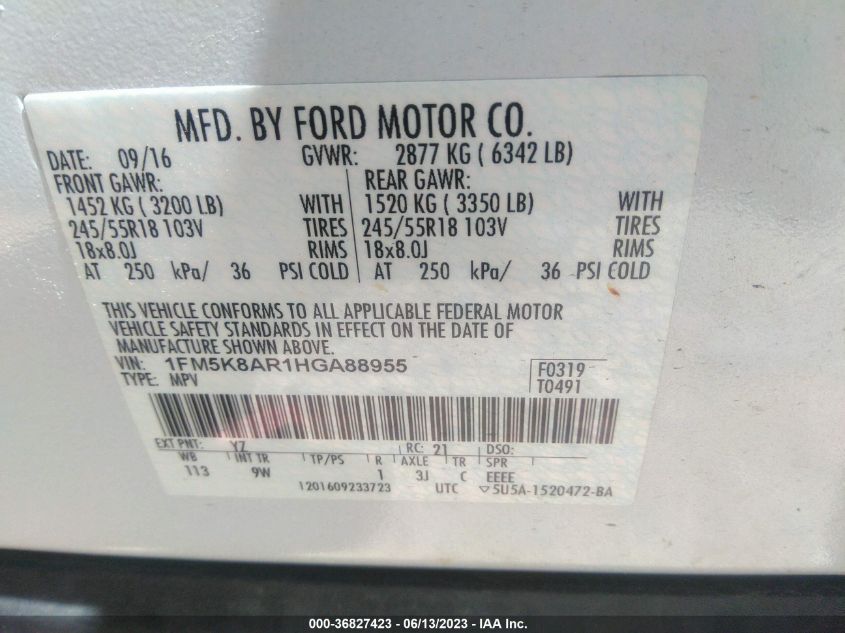 MFD. BY FORD MOTOR CO.
DATE: 09/16 GVWR: 2877 KG ( 6342 LB)
FRONT GAWR: REAR GAWR:
1452 KG ( 3200 LB) WITH 1520 KG ( 3350 LB) WITH
245/55R18 103V TIRES 245/55R18 103V TIRES
18x8.0J RIMS 18x8.0J RIMS
AT 250 kPa/ 36 PSI COLD AT 250 kPa/ 36 PSI COLD
THIS VEHICLE CONFORMS TO ALL APPLICABLE FEDERAL MOTOR
VEHICLE SAFETY STANDARDS IN EFFECT ON THE DATE OF
MANUFACTURE SHOWN ABOVE.
VIN: 1FM5K8AR1HGA88955 F0319
TYPE: MPV T0491
EXT PNT: YZ RC: 21 DSO:
WB INT TR TP/PS R AXLE TR SPR
113 9W 1 3J C EEEE
1201609233723 UTC ▽5U5A-1520472-BA
000-36827423 - 06/13/2023 - IAA Inc.